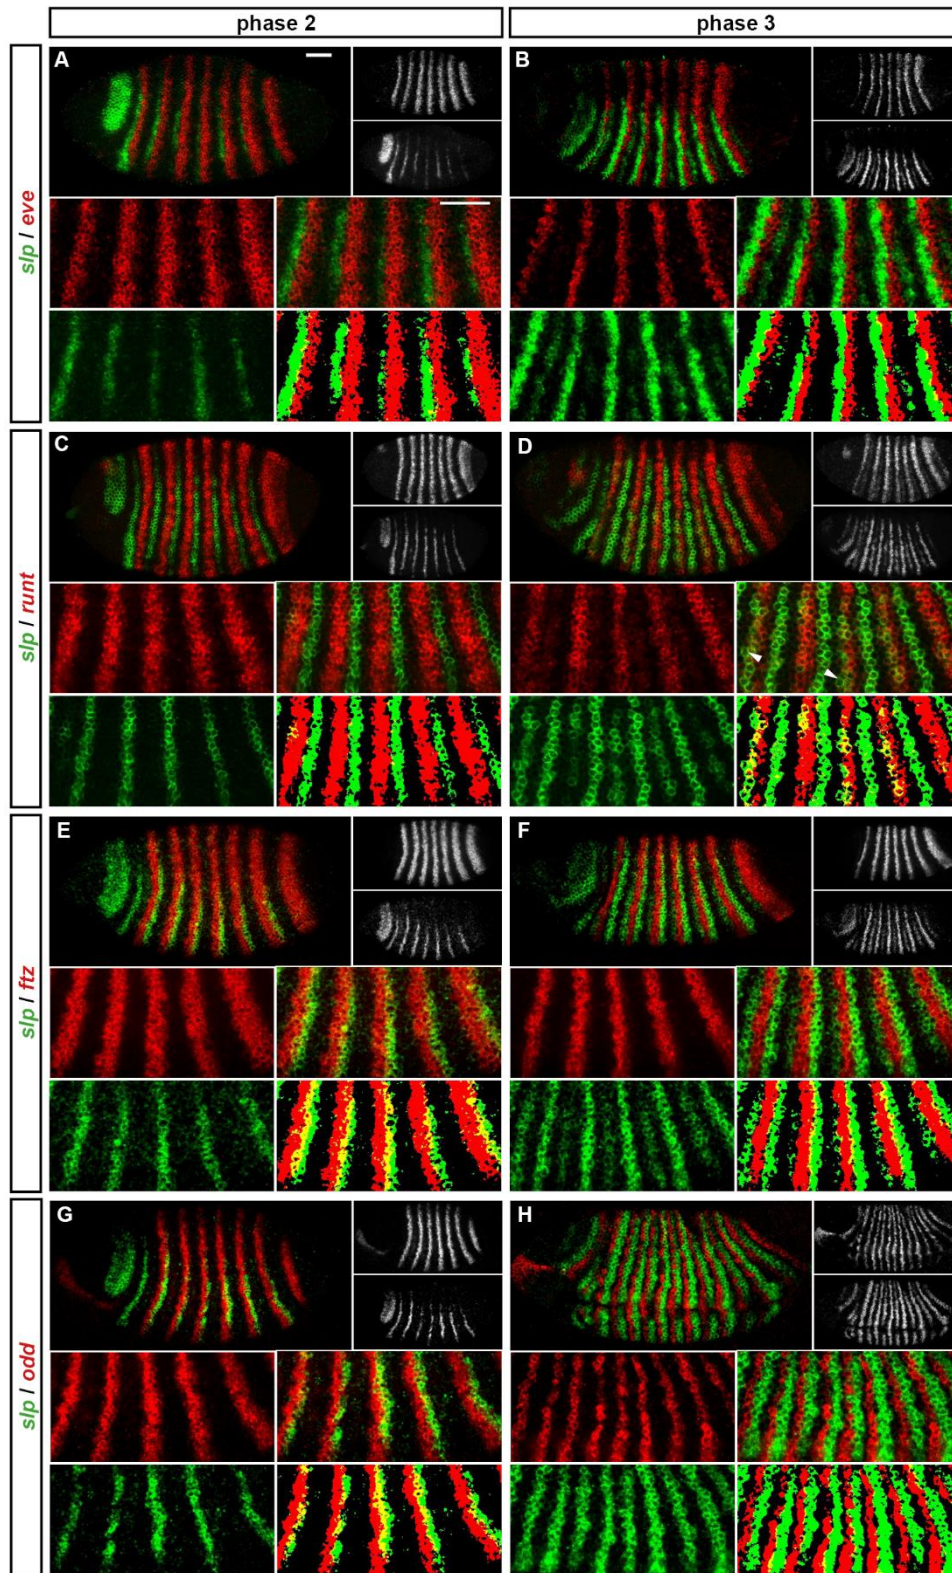 phase 2
phase 3
slp / eve
A
B
slp / runt
C
D
slp / ftz
E
F
slp / odd
G
H